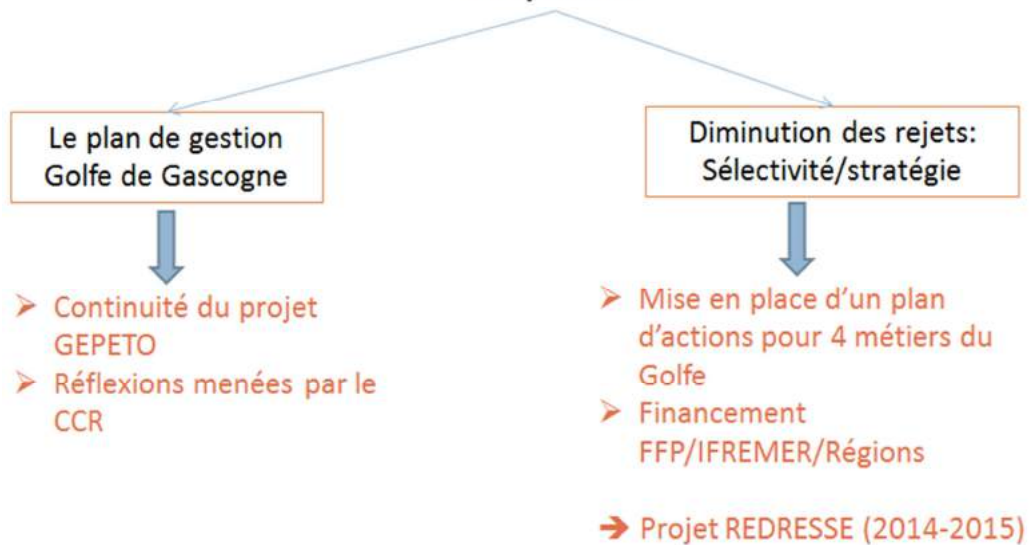 Le plan de gestion
Golfe de Gascogne
➢ Continuité du projet
GEPETO
➢ Réflexions menées par le
CCR
Diminution des rejets:
Sélectivité/stratégie
➢ Mise en place d'un plan
d'actions pour 4 métiers du
Golfe
➢ Financement
FFP/IFREMER/Régions
➔ Projet REDRESSE (2014-2015)